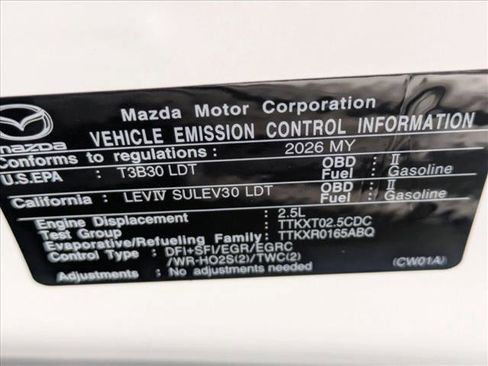 Mazda Motor Corporation
mazda VEHICLE EMISSION CONTROL INFORMATION
Conforms to regulations: 2026 MY
U.S.EPA : T3B30 LDT OBD : II
Fuel : Gasoline
California : LEVIV SULEV30 LDT OBD : II
Fuel : Gasoline
Engine Displacement : 2.5L
Test Group : TTKXT02.5CDC
Evaporative/Refueling Family: TTKXR0165ABQ
Control Type : DFI+SFI/EGR/EGRC
/WR-HO2S(2)/TWC(2)
Adjustments : No adjustments needed (CW01A)